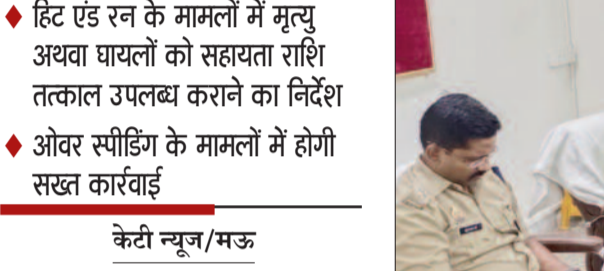 ♦ हिट एंड रन के मामलों में मृत्यु
अथवा घायलों को सहायता राशि
तत्काल उपलब्ध कराने का निर्देश
♦ ओवर स्पीडिंग के मामलों में होगी
सख्त कार्रवाई
केटी न्यूज/मऊ